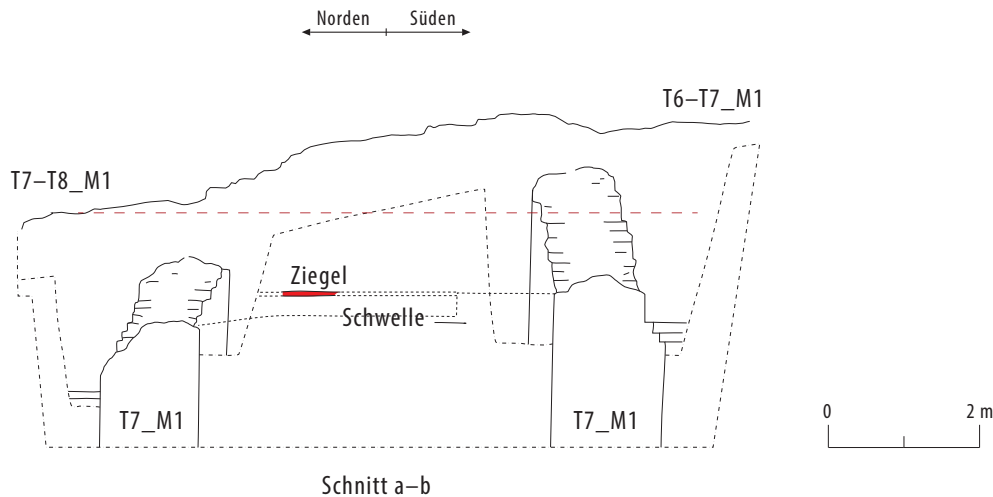 Norden Süden
T6–T7_M1
T7–T8_M1
Ziegel
Schwelle
T7_M1 T7_M1
0 2 m
Schnitt a–b